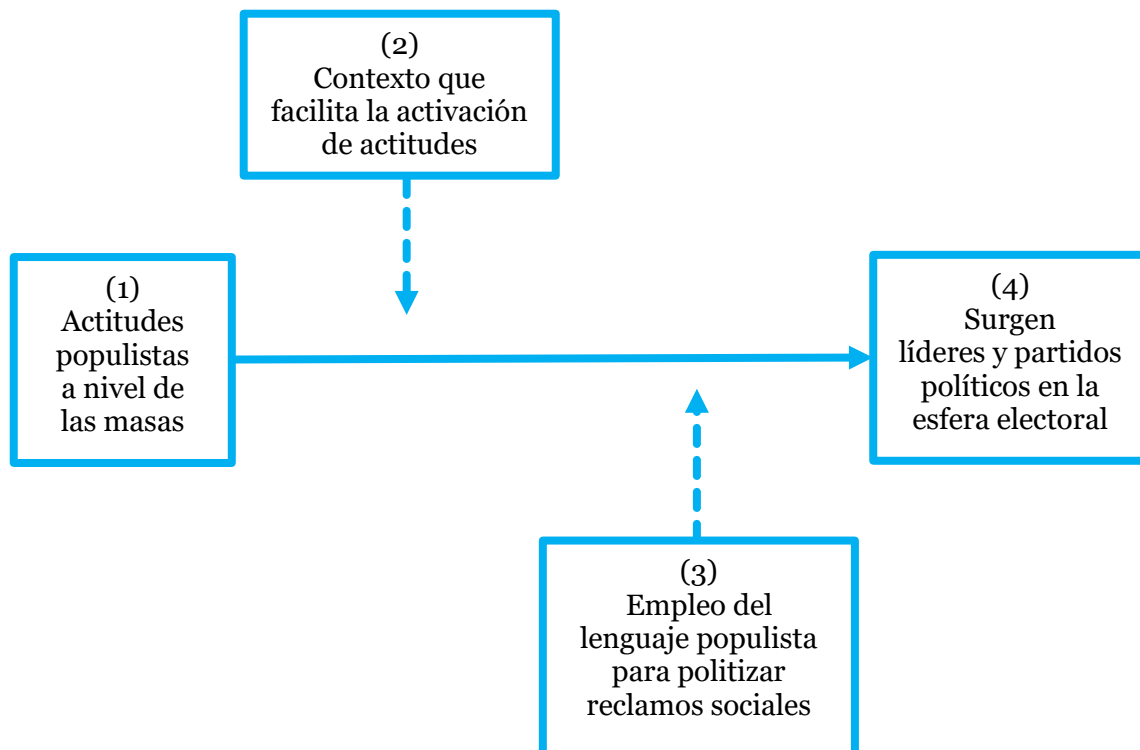 (2)
Contexto que
facilita la activación
de actitudes
(1)
Actitudes
populistas
a nivel de
las masas
(4)
Surgen
líderes y partidos
políticos en la
esfera electoral
(3)
Empleo del
lenguaje populista
para politizar
reclamos sociales